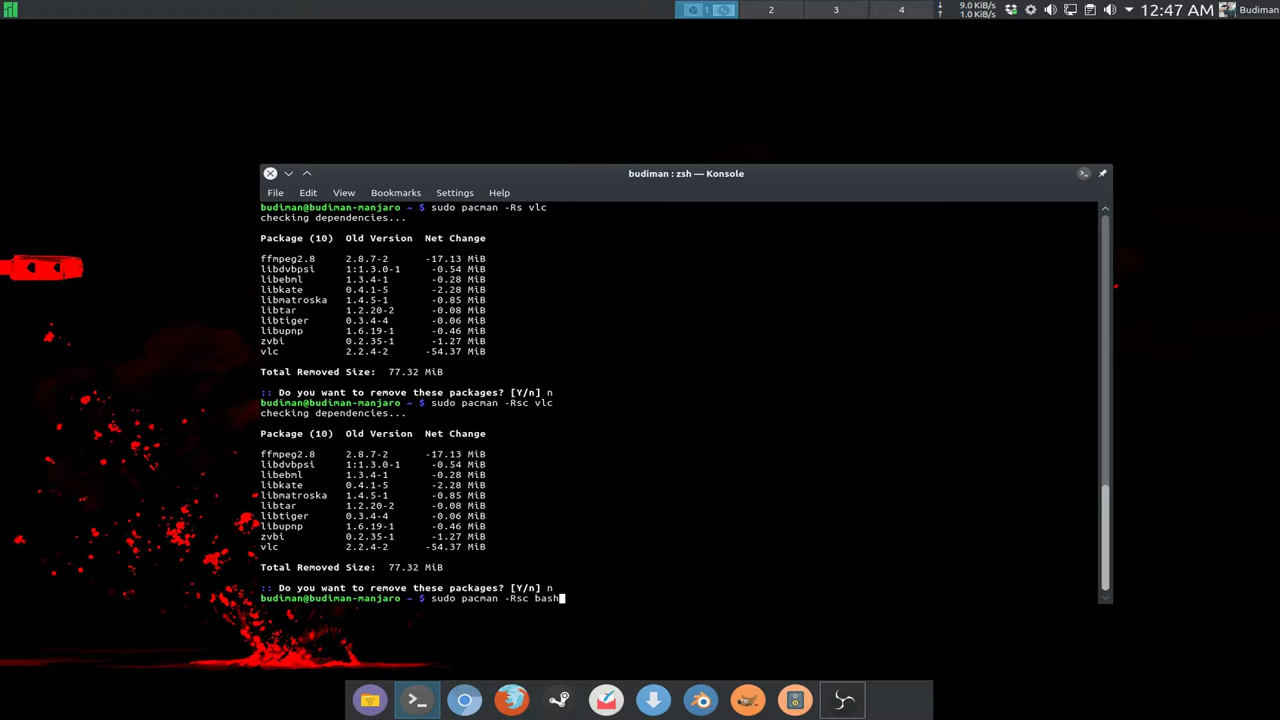 1 2 3 4 9.0 KiB/s 12:47 AM Budiman
1.0 KiB/s
budiman : zsh — Konsole
File Edit View Bookmarks Settings Help
budiman@budiman-manjaro ~ $ sudo pacman -Rs vlc
checking dependencies...
Package (10) Old Version Net Change
ffmpeg2.8 2.8.7-2 -17.13 MiB
libdvbpsi 1:1.3.0-1 -0.54 MiB
libebml 1.3.4-1 -0.28 MiB
libkate 0.4.1-5 -2.28 MiB
libmatroska 1.4.5-1 -0.85 MiB
libtar 1.2.20-2 -0.08 MiB
libtiger 0.3.4-4 -0.06 MiB
libupnp 1.6.19-1 -0.46 MiB
zvbi 0.2.35-1 -1.27 MiB
vlc 2.2.4-2 -54.37 MiB
Total Removed Size: 77.32 MiB
:: Do you want to remove these packages? [Y/n] n
budiman@budiman-manjaro ~ $ sudo pacman -Rsc vlc
checking dependencies...
Package (10) Old Version Net Change
ffmpeg2.8 2.8.7-2 -17.13 MiB
libdvbpsi 1:1.3.0-1 -0.54 MiB
libebml 1.3.4-1 -0.28 MiB
libkate 0.4.1-5 -2.28 MiB
libmatroska 1.4.5-1 -0.85 MiB
libtar 1.2.20-2 -0.08 MiB
libtiger 0.3.4-4 -0.06 MiB
libupnp 1.6.19-1 -0.46 MiB
zvbi 0.2.35-1 -1.27 MiB
vlc 2.2.4-2 -54.37 MiB
Total Removed Size: 77.32 MiB
:: Do you want to remove these packages? [Y/n] n
budiman@budiman-manjaro ~ $ sudo pacman -Rsc bash